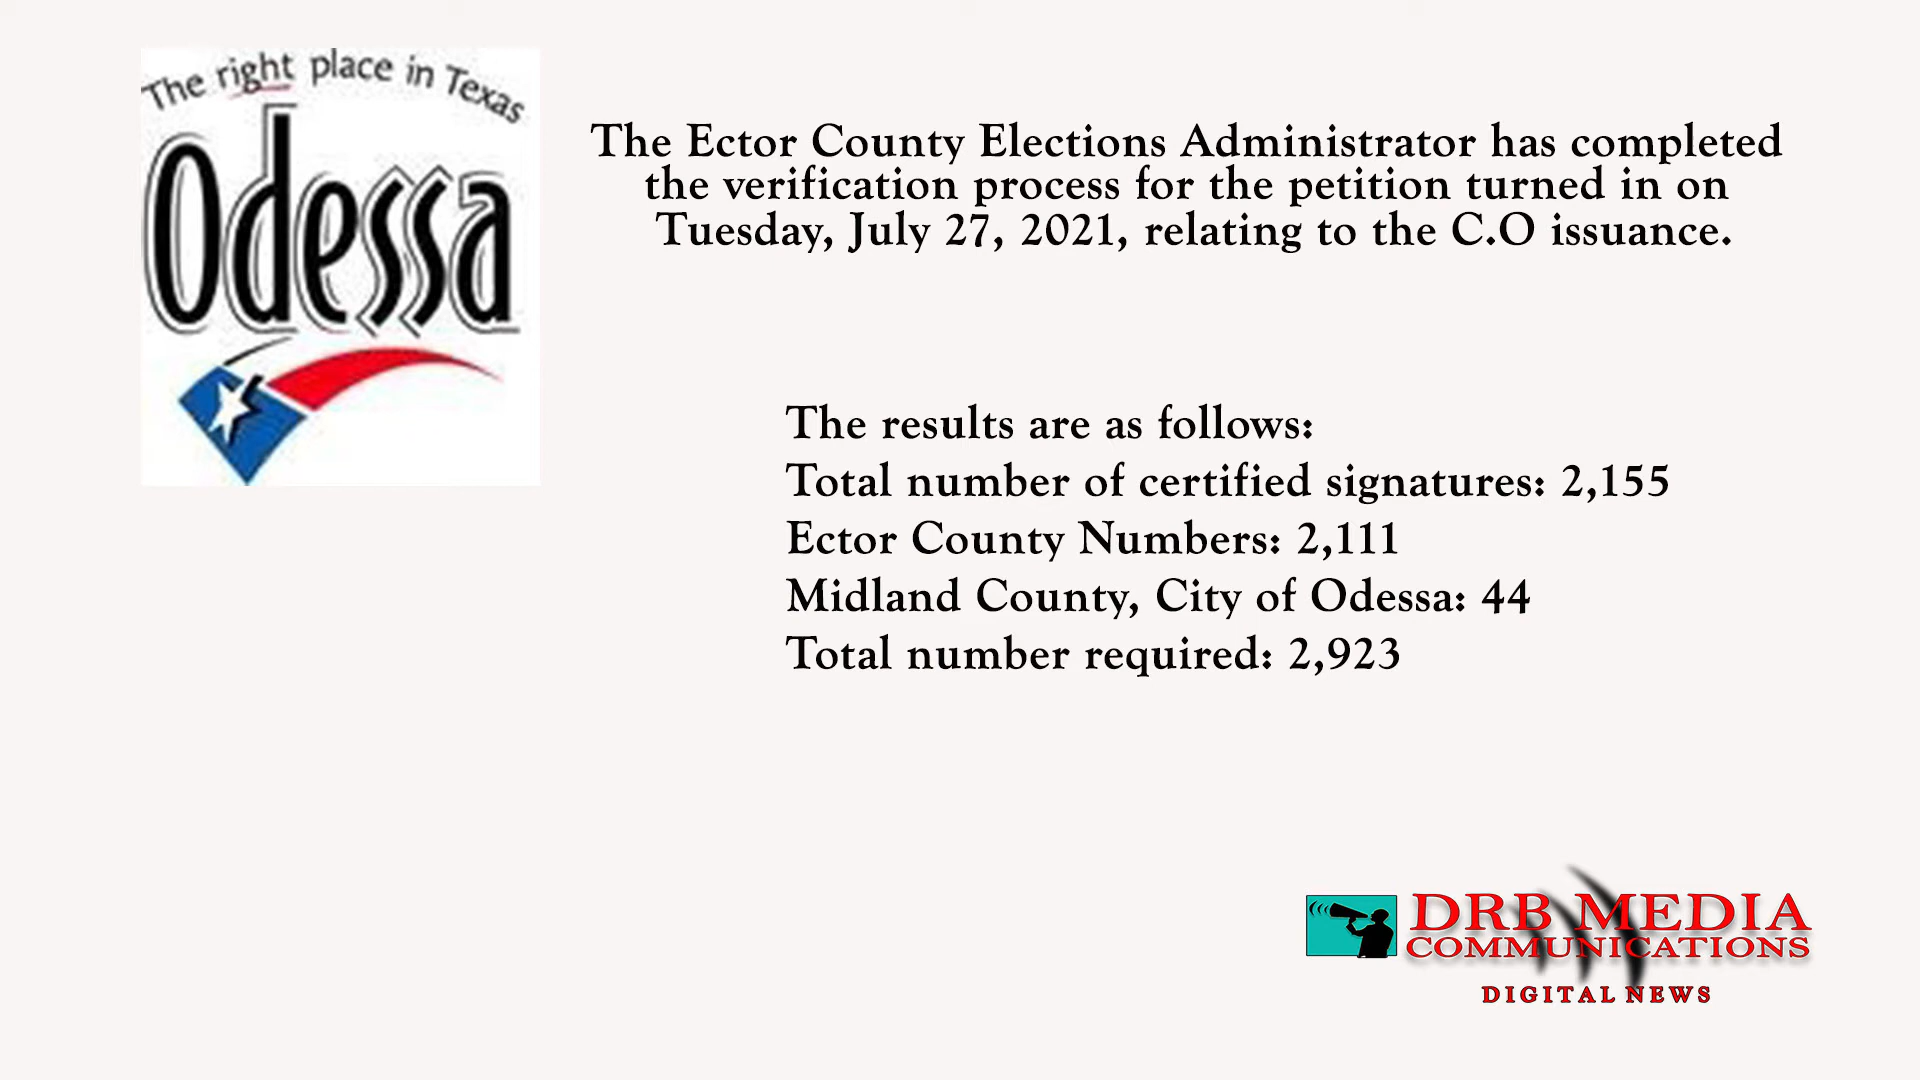 The right place in Texas
Odessa
The Ector County Elections Administrator has completed
the verification process for the petition turned in on
Tuesday, July 27, 2021, relating to the C.O issuance.
The results are as follows:
Total number of certified signatures: 2,155
Ector County Numbers: 2,111
Midland County, City of Odessa: 44
Total number required: 2,923
DRB MEDIA
COMMUNICATIONS
DIGITAL NEWS